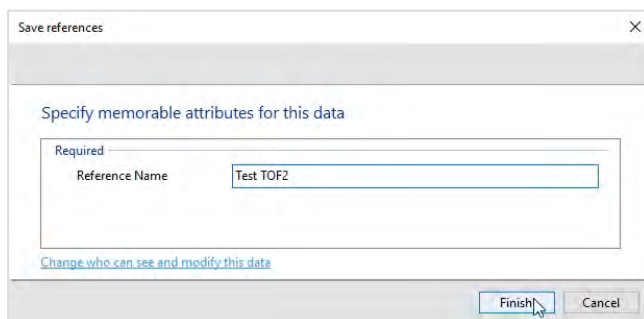 Save references
Specify memorable attributes for this data
Required
Reference Name Test TOF2
Change who can see and modify this data
Finish Cancel